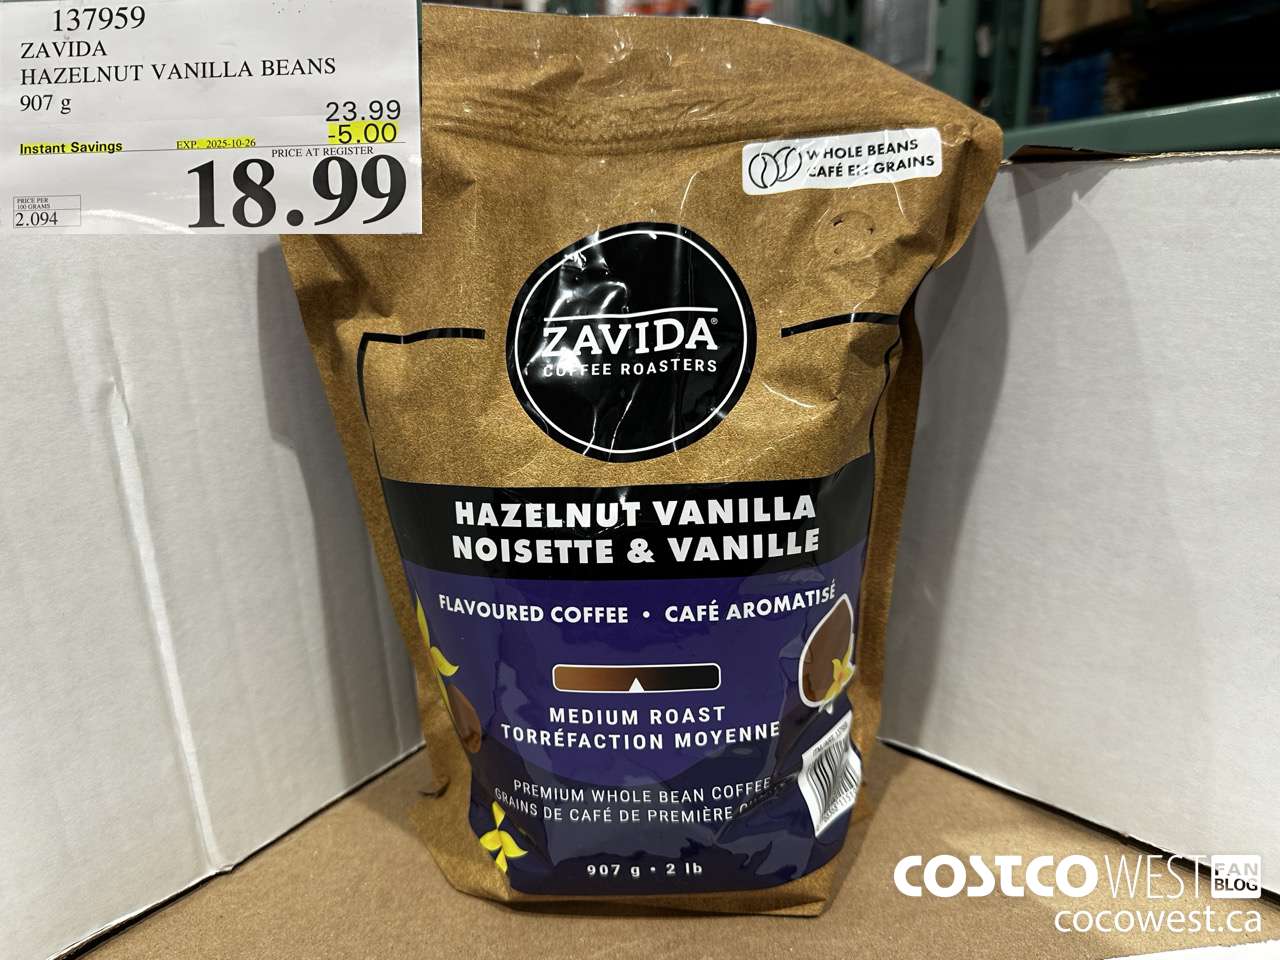 137959
ZAVIDA
HAZELNUT VANILLA BEANS
907 g
23.99
-5.00
Instant Savings EXP. 2025-10-26
PRICE AT REGISTER
18.99
PRICE PER
100 GRAMS
2.094
WHOLE BEANS
CAFÉ EN GRAINS
ZAVIDA®
COFFEE ROASTERS
HAZELNUT VANILLA
NOISETTE & VANILLE
FLAVOURED COFFEE • CAFÉ AROMATISÉ
MEDIUM ROAST
TORRÉFACTION MOYENNE
PREMIUM WHOLE BEAN COFFEE
GRAINS DE CAFÉ DE PREMIÈRE
907 g • 2 lb
COSTCO WEST FAN BLOG
cocowest.ca